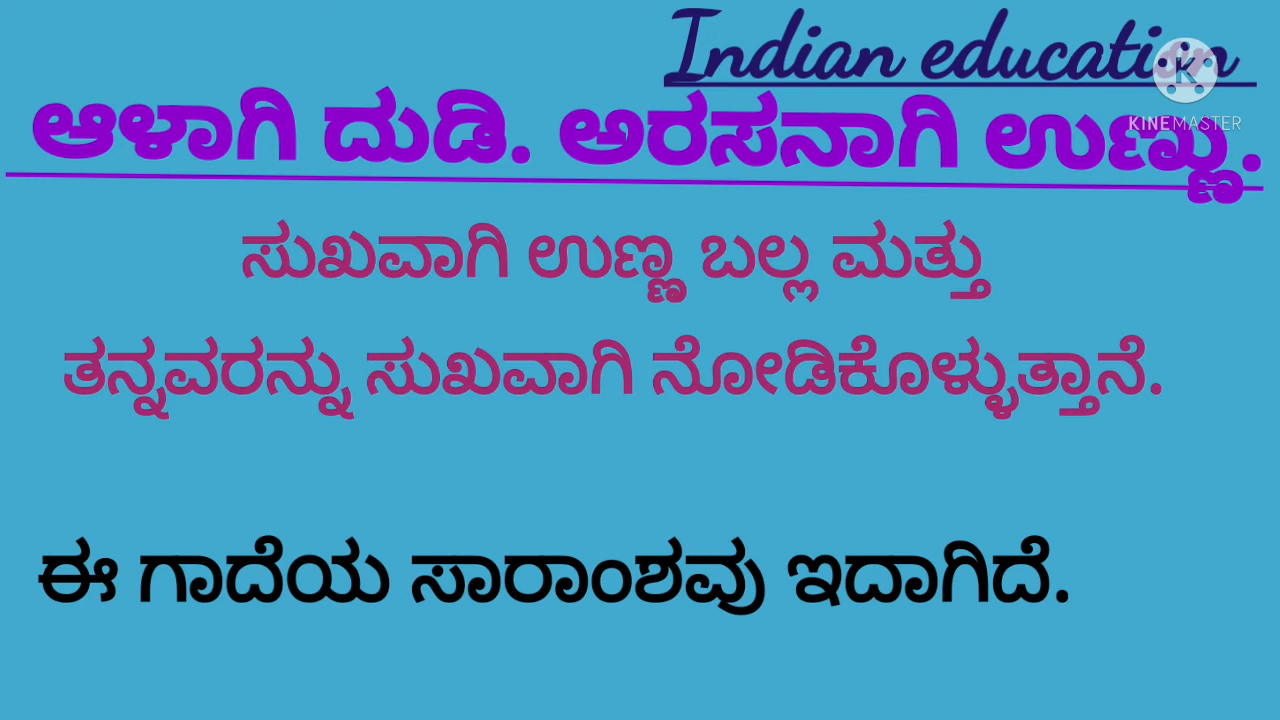 Indian education
KINEMASTER
ಆಳಾಗಿ ದುಡಿ. ಅರಸನಾಗಿ ಉಣ್ಣು.
ಸುಖವಾಗಿ ಉಣ್ಣ ಬಲ್ಲ ಮತ್ತು
ತನ್ನವರನ್ನು ಸುಖವಾಗಿ ನೋಡಿಕೊಳ್ಳುತ್ತಾನೆ.
ಈ ಗಾದೆಯ ಸಾರಾಂಶವು ಇದಾಗಿದೆ.